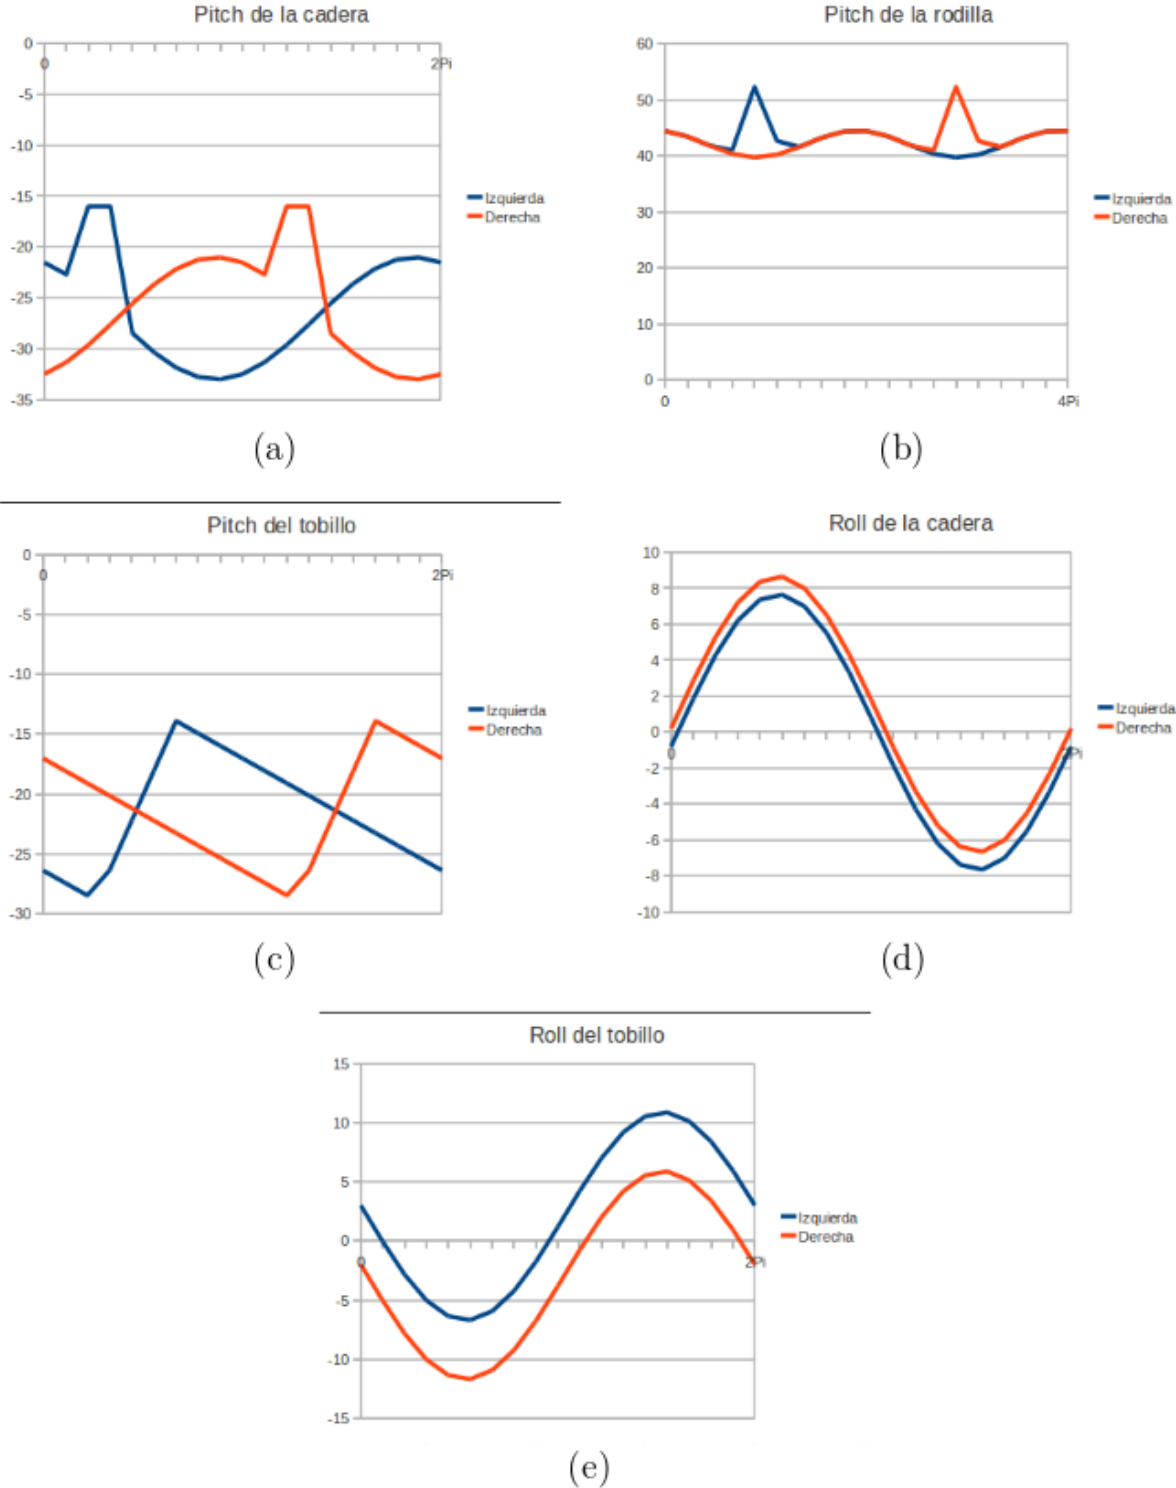 Pitch de la cadera
0
0
2Pi
-5
-10
-15
-20
-25
-30
-35
Izquierda
Derecha
(a)
Pitch de la rodilla
60
50
40
30
20
10
0
0
4Pi
Izquierda
Derecha
(b)
Pitch del tobillo
0
0
2Pi
-5
-10
-15
-20
-25
-30
Izquierda
Derecha
(c)
Roll de la cadera
10
8
6
4
2
0
0
Pi
-2
-4
-6
-8
-10
Izquierda
Derecha
(d)
Roll del tobillo
15
10
5
0
0
2Pi
-5
-10
-15
Izquierda
Derecha
(e)